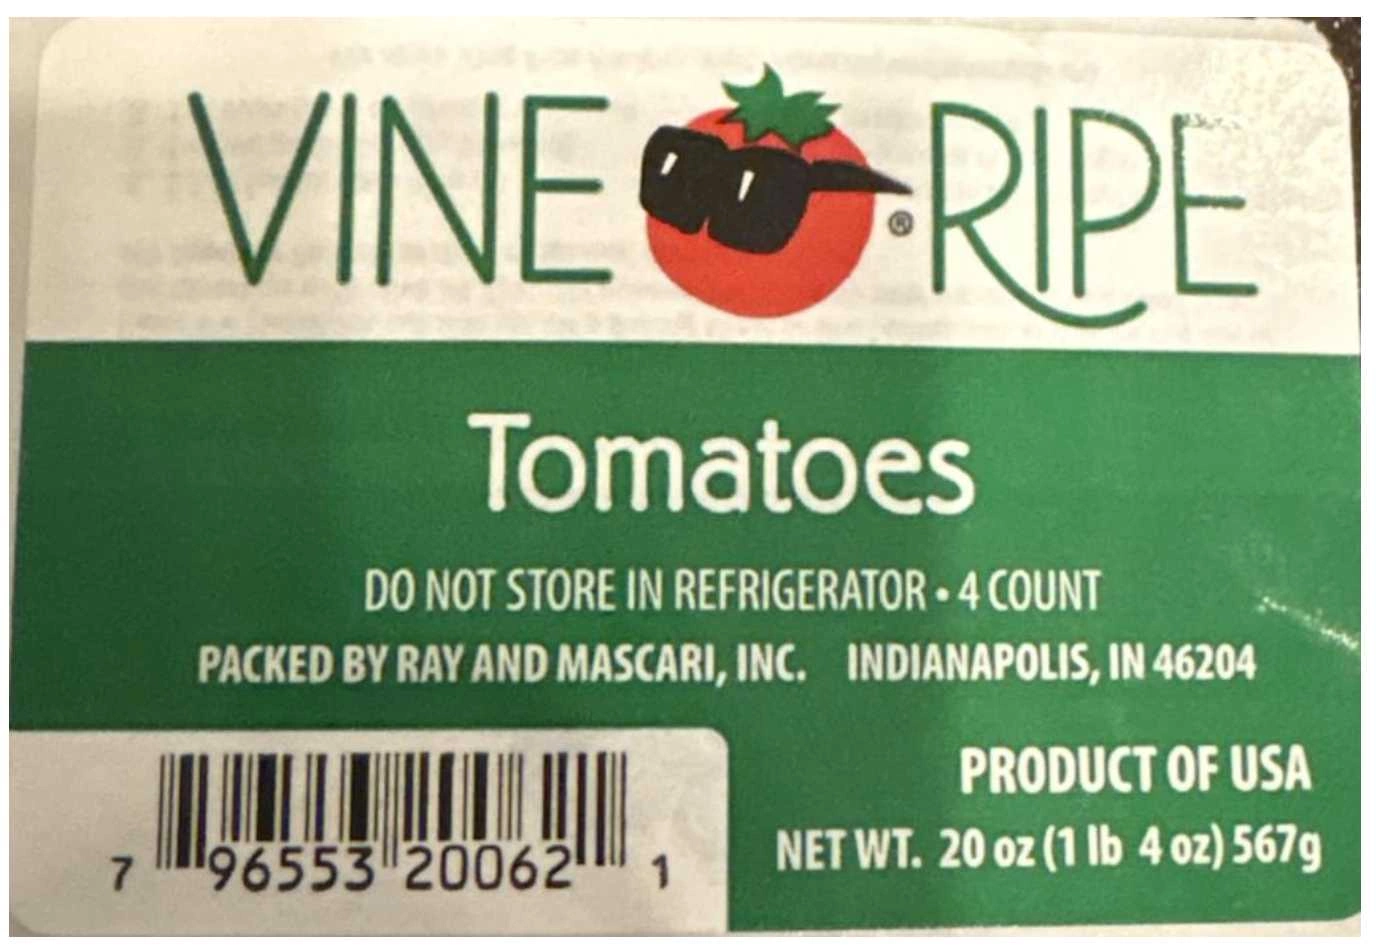 VINE ® RIPE
Tomatoes
DO NOT STORE IN REFRIGERATOR • 4 COUNT
PACKED BY RAY AND MASCARI, INC. INDIANAPOLIS, IN 46204
PRODUCT OF USA
NET WT. 20 oz (1 lb 4 oz) 567g
7 96553 20062 1